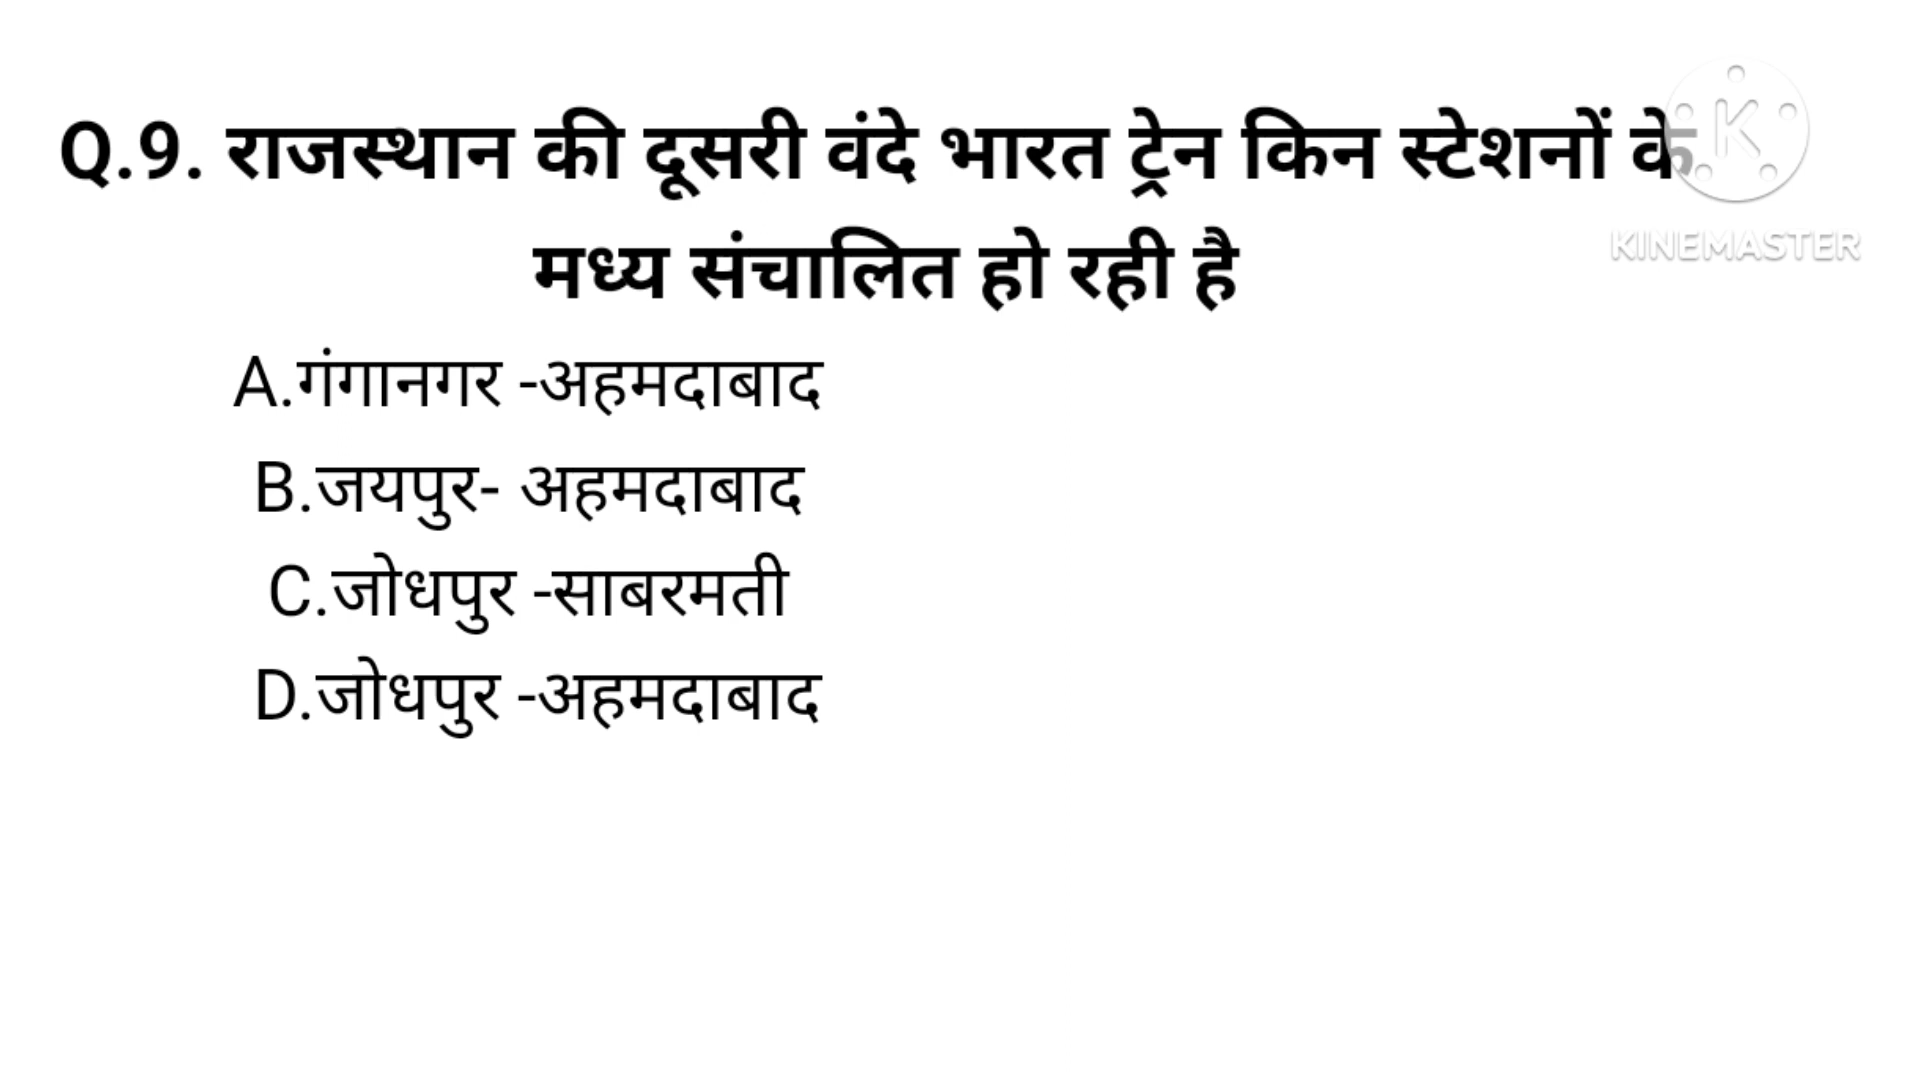 Q.9. राजस्थान की दूसरी वंदे भारत ट्रेन किन स्टेशनों के
मध्य संचालित हो रही है
A.गंगानगर -अहमदाबाद
B.जयपुर- अहमदाबाद
C.जोधपुर -साबरमती
D.जोधपुर -अहमदाबाद
K
KINEMASTER